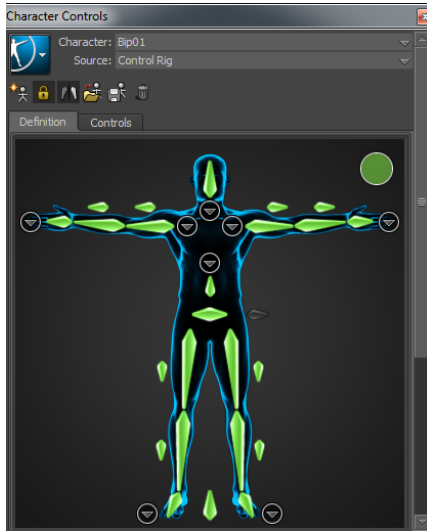 Character Controls
Character: Bip01
Source: Control Rig
Definition Controls